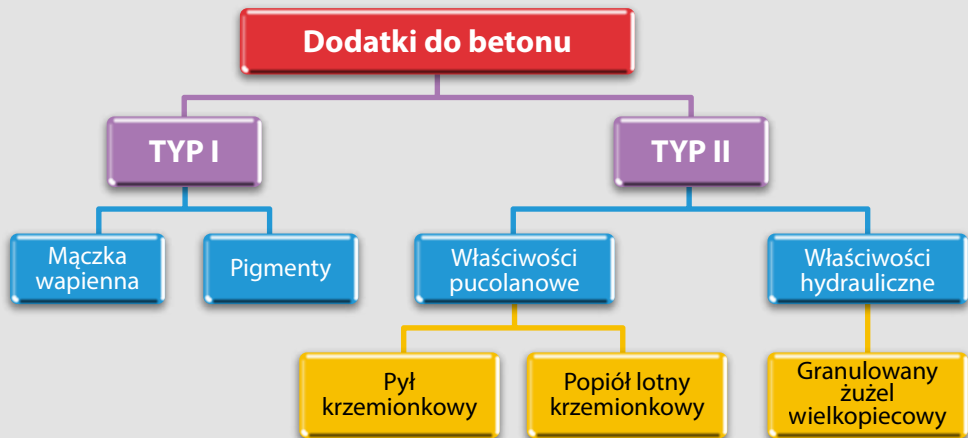 Dodatki do betonu
TYP I
TYP II
Mączka
wapienna
Pigmenty
Właściwości
pucolanowe
Właściwości
hydrauliczne
Pył
krzemionkowy
Popiół lotny
krzemionkowy
Granulowany
żużel
wielkopiecowy